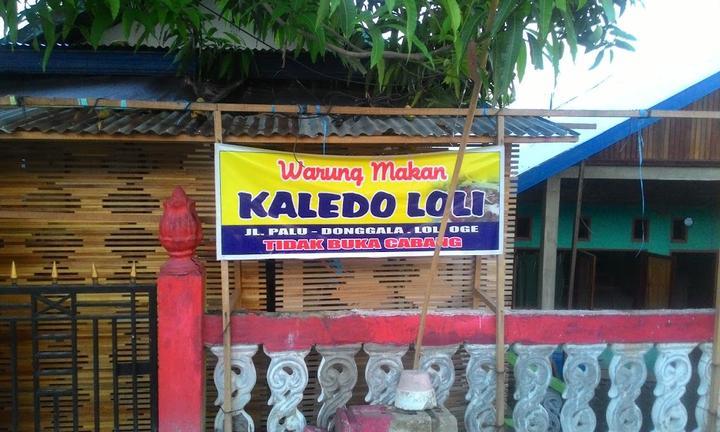 Warung Makan
KALEDO LOLI
JL. PALU - DONGGALA . LOLI OGE
TIDAK BUKA CABANG